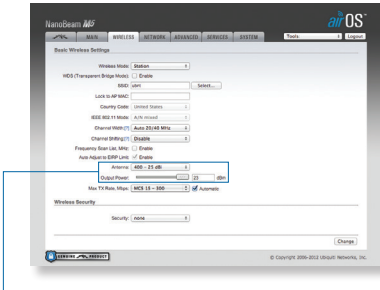 NanoBeam M5
airOS
MAIN WIRELESS NETWORK ADVANCED SERVICES SYSTEM Tools: Logout
Basic Wireless Settings
Wireless Mode: Station
WDS (Transparent Bridge Mode): Enable
SSID: ubnt Select...
Lock to AP MAC:
Country Code: United States
IEEE 802.11 Mode: A/N mixed
Channel Width:[?] Auto 20/40 MHz
Channel Shifting:[?] Disable
Frequency Scan List, MHz: Enable
Auto Adjust to EIRP Limit: Enable
Antenna: 400 - 25 dBi
Output Power: 23 dBm
Max TX Rate, Mbps: MCS 15 - 300 Automatic
Wireless Security
Security: none
Change
GENUINE PRODUCT © Copyright 2006-2012 Ubiquiti Networks, Inc.